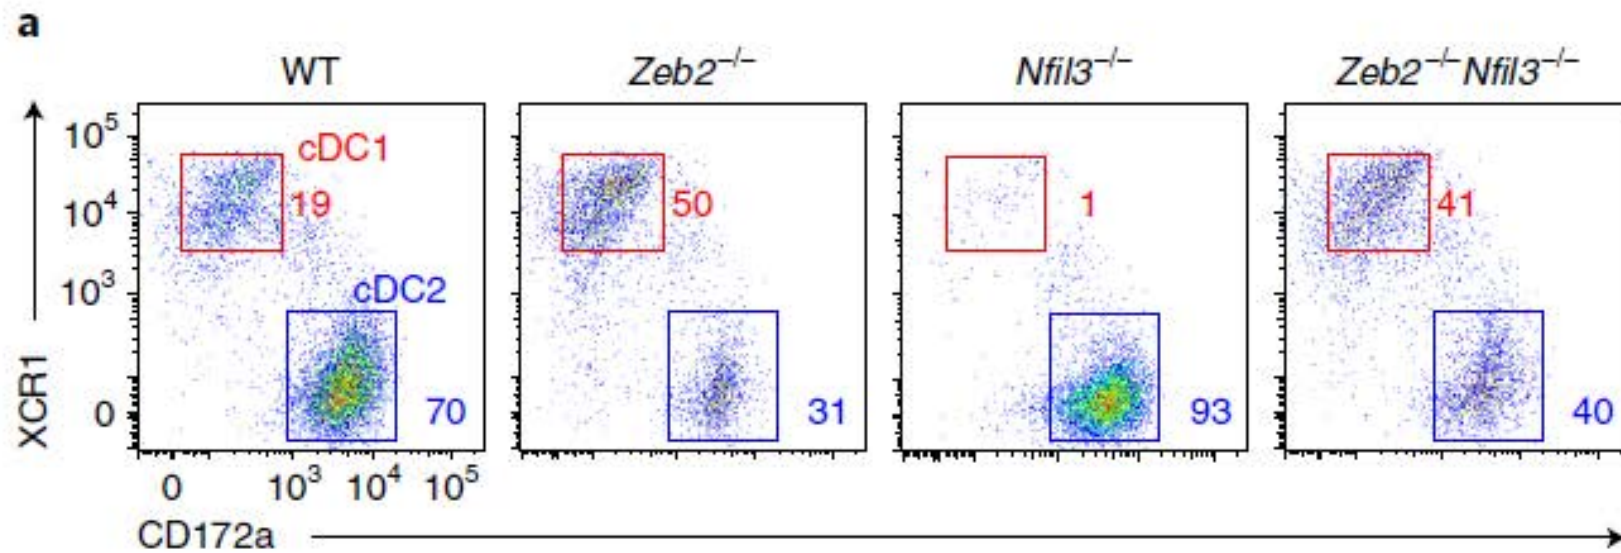 a
WT
Zeb2−/−
Nfil3−/−
Zeb2−/−Nfil3−/−
XCR1
10⁵
10⁴
10³
0
cDC1
19
cDC2
70
50
31
1
93
41
40
0 10³ 10⁴ 10⁵
CD172a